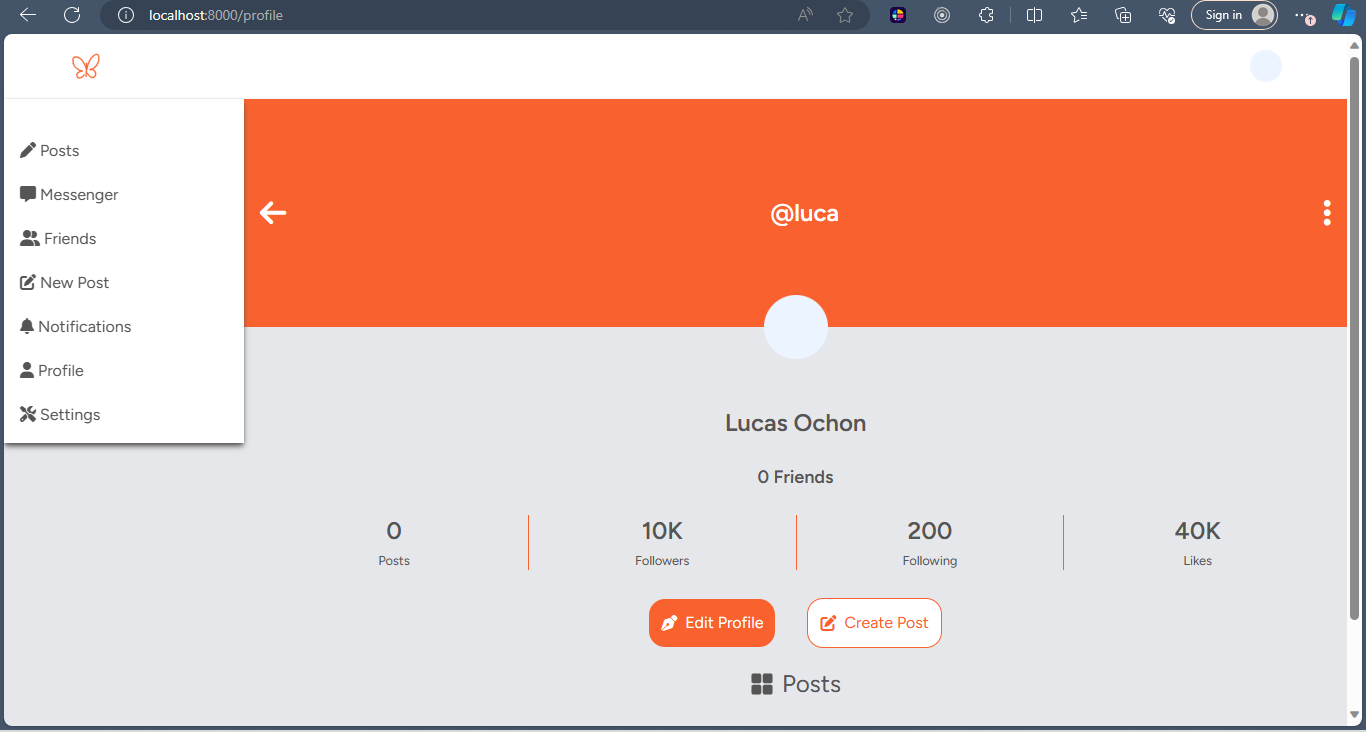 localhost:8000/profile
Sign in
Posts
Messenger
Friends
New Post
Notifications
Profile
Settings
@luca
Lucas Ochon
0 Friends
0
Posts
10K
Followers
200
Following
40K
Likes
Edit Profile
Create Post
Posts